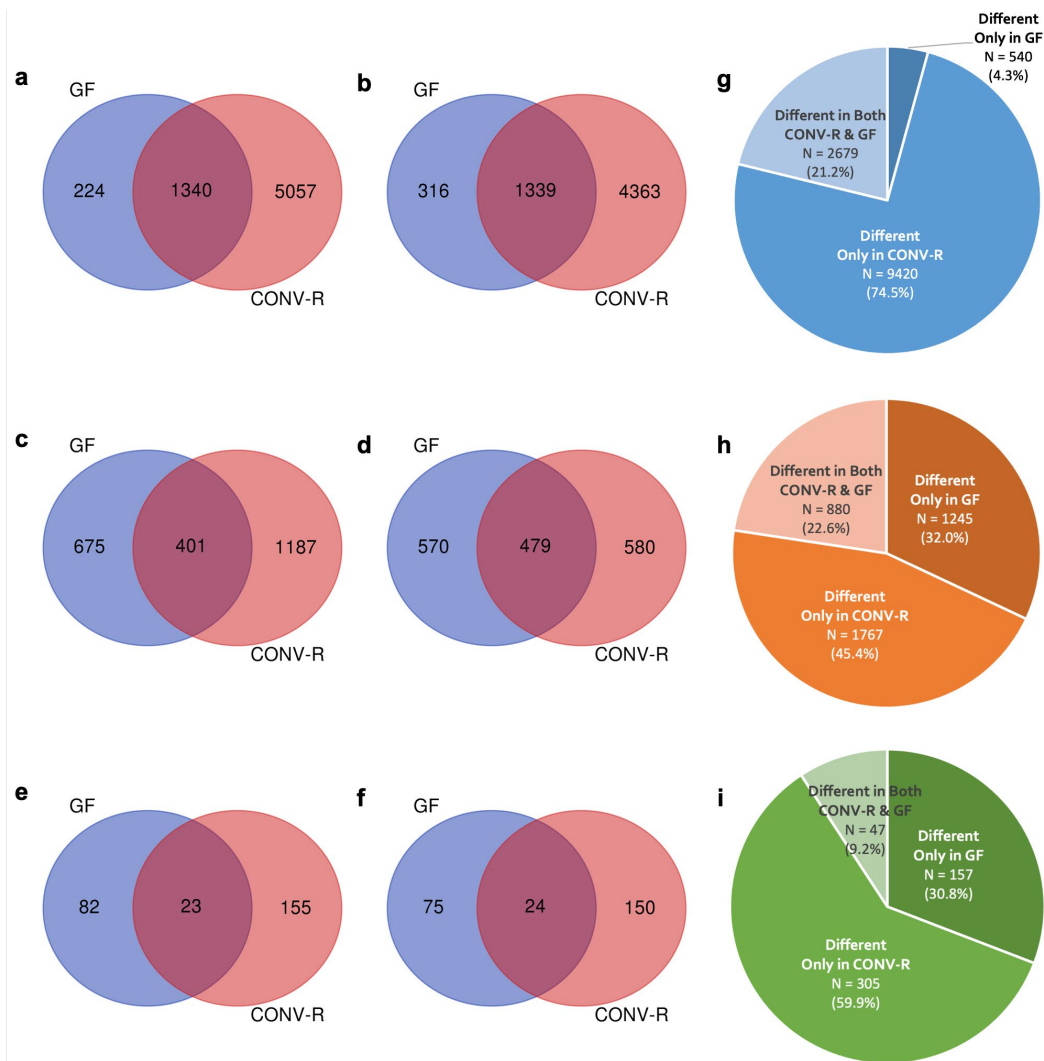 a
GF
224
1340
5057
CONV-R
b
GF
316
1339
4363
CONV-R
g
Different
Only in GF
N = 540
(4.3%)
Different in Both
CONV-R & GF
N = 2679
(21.2%)
Different
Only in CONV-R
N = 9420
(74.5%)
c
GF
675
401
1187
CONV-R
d
GF
570
479
580
CONV-R
h
Different in Both
CONV-R & GF
N = 880
(22.6%)
Different
Only in GF
N = 1245
(32.0%)
Different
Only in CONV-R
N = 1767
(45.4%)
e
GF
82
23
155
CONV-R
f
GF
75
24
150
CONV-R
i
Different in Both
CONV-R & GF
N = 47
(9.2%)
Different
Only in GF
N = 157
(30.8%)
Different
Only in CONV-R
N = 305
(59.9%)